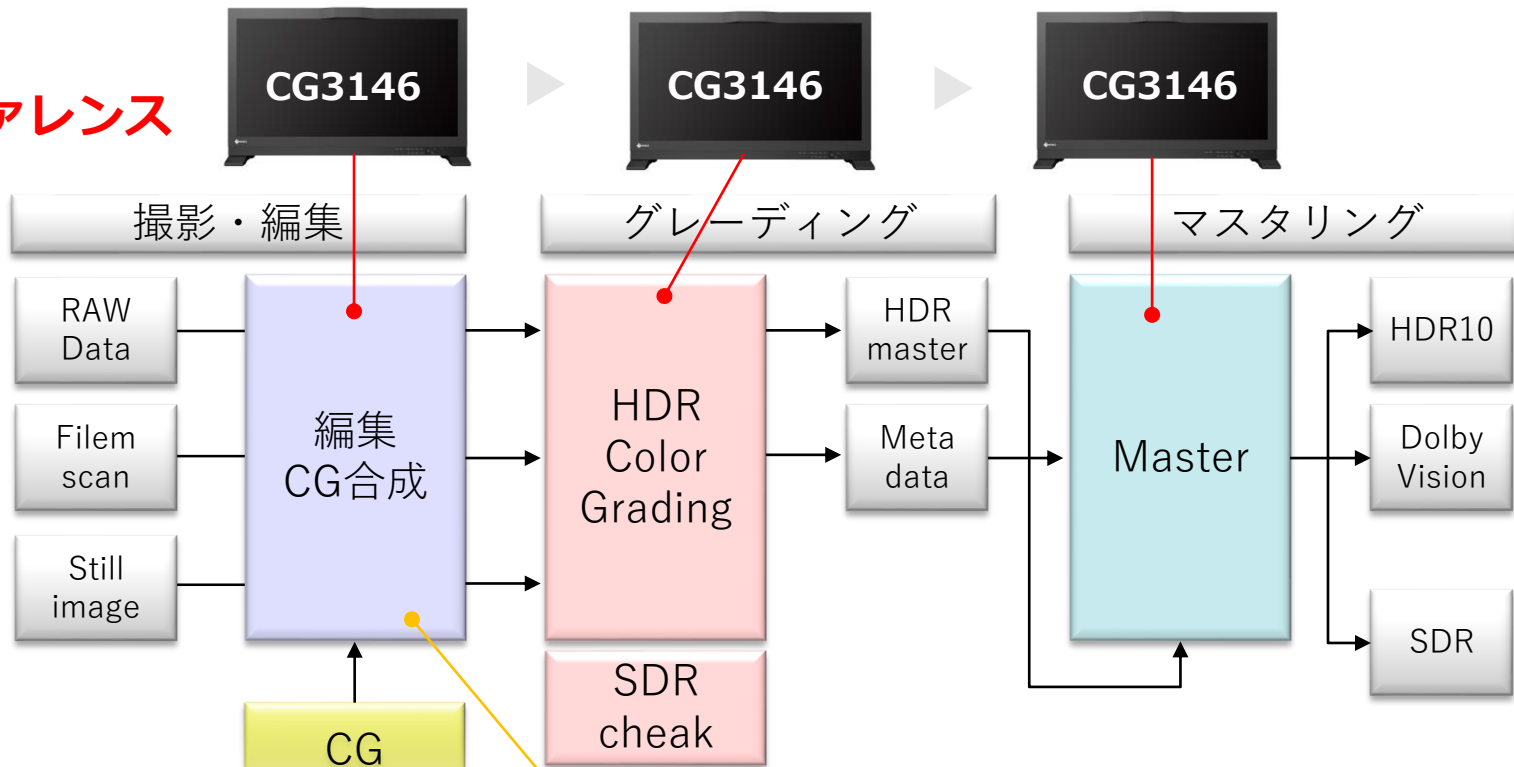 CG3146
CG3146
CG3146
ァレンス
撮影・編集
グレーディング
マスタリング
RAW
Data
Filem
scan
Still
image
編集
CG合成
CG
HDR
Color
Grading
SDR
cheak
HDR
master
Meta
data
Master
HDR10
Dolby
Vision
SDR